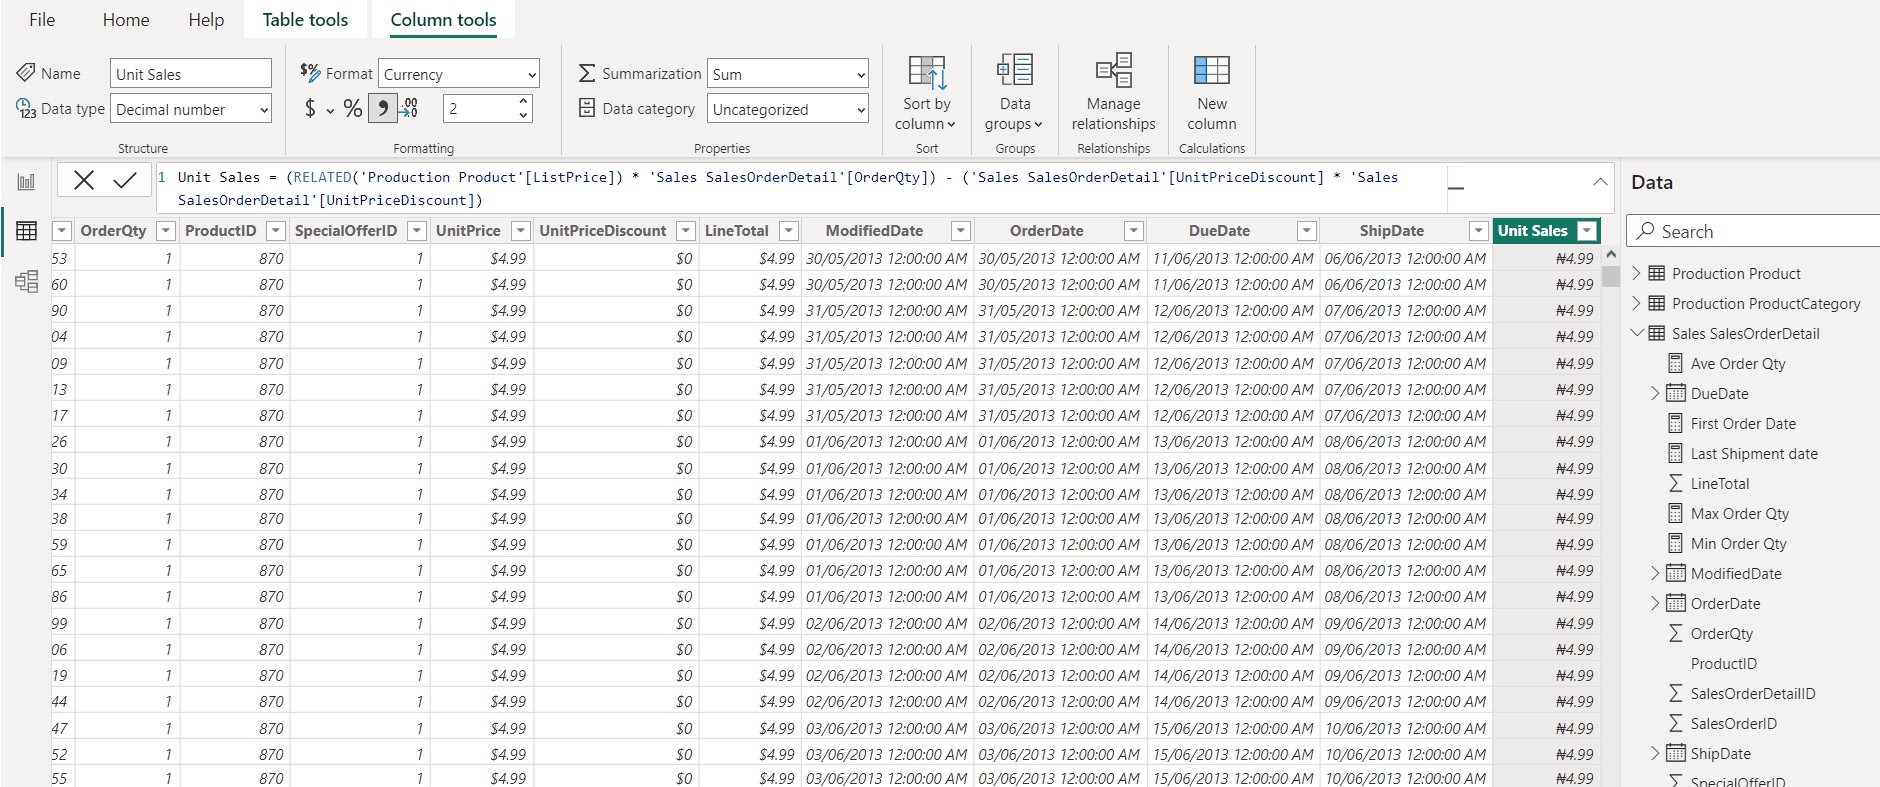 File Home Help Table tools Column tools
Name Unit Sales $% Format Currency Summarization Sum
Data type Decimal number $ % , .00 →.0 2 Data category Uncategorized
Sort by column Data groups Manage relationships New column
Structure Formatting Properties Sort Groups Relationships Calculations
1 Unit Sales = (RELATED('Production Product'[ListPrice]) * 'Sales SalesOrderDetail'[OrderQty]) - ('Sales SalesOrderDetail'[UnitPriceDiscount] * 'Sales
SalesOrderDetail'[UnitPriceDiscount])
OrderQty ProductID SpecialOfferID UnitPrice UnitPriceDiscount LineTotal ModifiedDate OrderDate DueDate ShipDate Unit Sales
53 1 870 1 $4.99 $0 $4.99 30/05/2013 12:00:00 AM 30/05/2013 12:00:00 AM 11/06/2013 12:00:00 AM 06/06/2013 12:00:00 AM ₦4.99
60 1 870 1 $4.99 $0 $4.99 30/05/2013 12:00:00 AM 30/05/2013 12:00:00 AM 11/06/2013 12:00:00 AM 06/06/2013 12:00:00 AM ₦4.99
90 1 870 1 $4.99 $0 $4.99 31/05/2013 12:00:00 AM 31/05/2013 12:00:00 AM 12/06/2013 12:00:00 AM 07/06/2013 12:00:00 AM ₦4.99
04 1 870 1 $4.99 $0 $4.99 31/05/2013 12:00:00 AM 31/05/2013 12:00:00 AM 12/06/2013 12:00:00 AM 07/06/2013 12:00:00 AM ₦4.99
09 1 870 1 $4.99 $0 $4.99 31/05/2013 12:00:00 AM 31/05/2013 12:00:00 AM 12/06/2013 12:00:00 AM 07/06/2013 12:00:00 AM ₦4.99
13 1 870 1 $4.99 $0 $4.99 31/05/2013 12:00:00 AM 31/05/2013 12:00:00 AM 12/06/2013 12:00:00 AM 07/06/2013 12:00:00 AM ₦4.99
17 1 870 1 $4.99 $0 $4.99 31/05/2013 12:00:00 AM 31/05/2013 12:00:00 AM 12/06/2013 12:00:00 AM 07/06/2013 12:00:00 AM ₦4.99
26 1 870 1 $4.99 $0 $4.99 01/06/2013 12:00:00 AM 01/06/2013 12:00:00 AM 13/06/2013 12:00:00 AM 08/06/2013 12:00:00 AM ₦4.99
30 1 870 1 $4.99 $0 $4.99 01/06/2013 12:00:00 AM 01/06/2013 12:00:00 AM 13/06/2013 12:00:00 AM 08/06/2013 12:00:00 AM ₦4.99
34 1 870 1 $4.99 $0 $4.99 01/06/2013 12:00:00 AM 01/06/2013 12:00:00 AM 13/06/2013 12:00:00 AM 08/06/2013 12:00:00 AM ₦4.99
38 1 870 1 $4.99 $0 $4.99 01/06/2013 12:00:00 AM 01/06/2013 12:00:00 AM 13/06/2013 12:00:00 AM 08/06/2013 12:00:00 AM ₦4.99
59 1 870 1 $4.99 $0 $4.99 01/06/2013 12:00:00 AM 01/06/2013 12:00:00 AM 13/06/2013 12:00:00 AM 08/06/2013 12:00:00 AM ₦4.99
65 1 870 1 $4.99 $0 $4.99 01/06/2013 12:00:00 AM 01/06/2013 12:00:00 AM 13/06/2013 12:00:00 AM 08/06/2013 12:00:00 AM ₦4.99
86 1 870 1 $4.99 $0 $4.99 01/06/2013 12:00:00 AM 01/06/2013 12:00:00 AM 13/06/2013 12:00:00 AM 08/06/2013 12:00:00 AM ₦4.99
99 1 870 1 $4.99 $0 $4.99 02/06/2013 12:00:00 AM 02/06/2013 12:00:00 AM 14/06/2013 12:00:00 AM 09/06/2013 12:00:00 AM ₦4.99
06 1 870 1 $4.99 $0 $4.99 02/06/2013 12:00:00 AM 02/06/2013 12:00:00 AM 14/06/2013 12:00:00 AM 09/06/2013 12:00:00 AM ₦4.99
19 1 870 1 $4.99 $0 $4.99 02/06/2013 12:00:00 AM 02/06/2013 12:00:00 AM 14/06/2013 12:00:00 AM 09/06/2013 12:00:00 AM ₦4.99
44 1 870 1 $4.99 $0 $4.99 02/06/2013 12:00:00 AM 02/06/2013 12:00:00 AM 14/06/2013 12:00:00 AM 09/06/2013 12:00:00 AM ₦4.99
47 1 870 1 $4.99 $0 $4.99 03/06/2013 12:00:00 AM 03/06/2013 12:00:00 AM 15/06/2013 12:00:00 AM 10/06/2013 12:00:00 AM ₦4.99
52 1 870 1 $4.99 $0 $4.99 03/06/2013 12:00:00 AM 03/06/2013 12:00:00 AM 15/06/2013 12:00:00 AM 10/06/2013 12:00:00 AM ₦4.99
55 1 870 1 $4.99 $0 $4.99 03/06/2013 12:00:00 AM 03/06/2013 12:00:00 AM 15/06/2013 12:00:00 AM 10/06/2013 12:00:00 AM ₦4.99
Data
Search
Production Product
Production ProductCategory
Sales SalesOrderDetail
Ave Order Qty
DueDate
First Order Date
Last Shipment date
LineTotal
Max Order Qty
Min Order Qty
ModifiedDate
OrderDate
OrderQty
ProductID
SalesOrderDetailID
SalesOrderID
ShipDate
SpecialOfferID